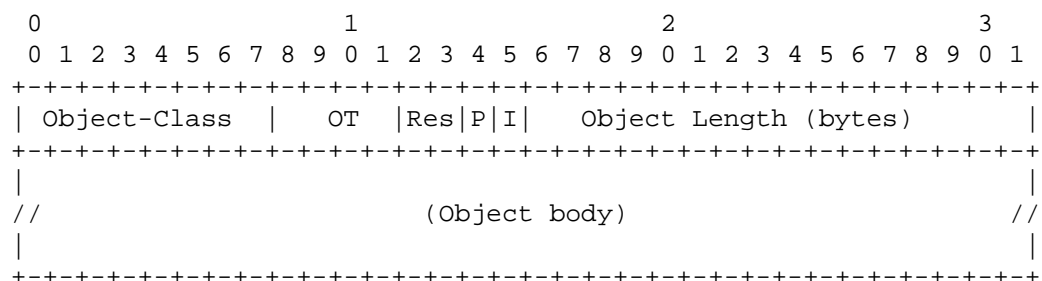 0                   1                   2                   3
 0 1 2 3 4 5 6 7 8 9 0 1 2 3 4 5 6 7 8 9 0 1 2 3 4 5 6 7 8 9 0 1
+-+-+-+-+-+-+-+-+-+-+-+-+-+-+-+-+-+-+-+-+-+-+-+-+-+-+-+-+-+-+-+-+
| Object-Class  |   OT  |Res|P|I|   Object Length (bytes)       |
+-+-+-+-+-+-+-+-+-+-+-+-+-+-+-+-+-+-+-+-+-+-+-+-+-+-+-+-+-+-+-+-+
|                                                               |
//                        (Object body)                        //
|                                                               |
+-+-+-+-+-+-+-+-+-+-+-+-+-+-+-+-+-+-+-+-+-+-+-+-+-+-+-+-+-+-+-+-+